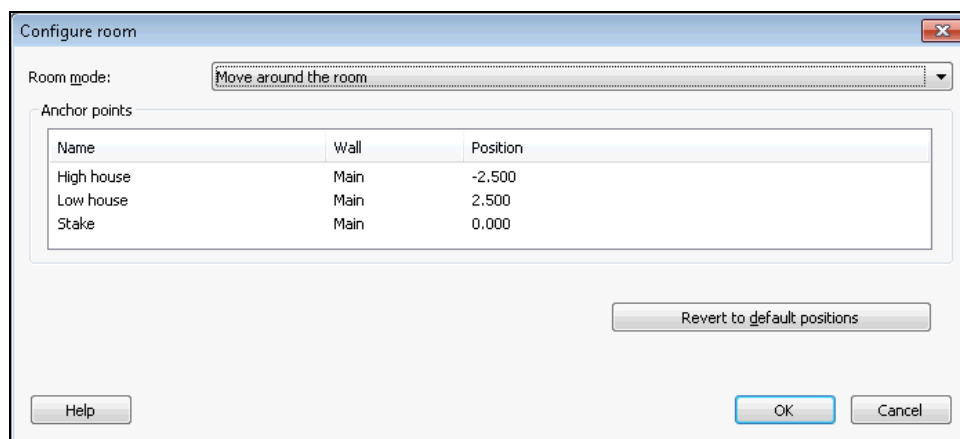 Configure room
Room mode: Move around the room
Anchor points
Name Wall Position
High house Main -2.500
Low house Main 2.500
Stake Main 0.000
Revert to default positions
Help OK Cancel